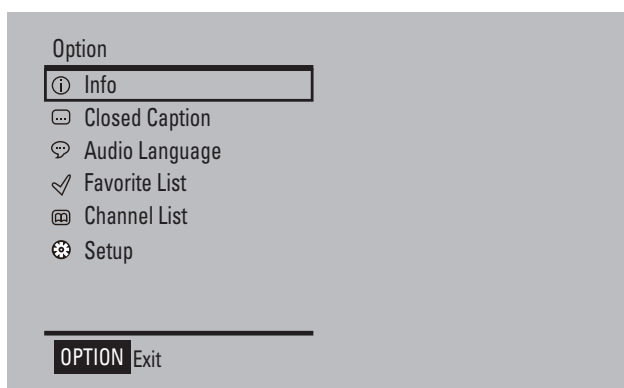 Option
Info
Closed Caption
Audio Language
Favorite List
Channel List
Setup
OPTION Exit